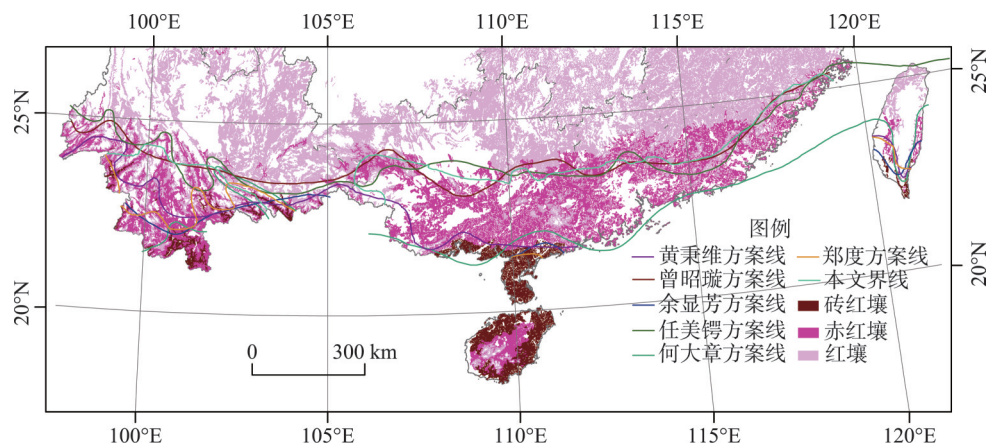 100°E 105°E 110°E 115°E 120°E
25°N 25°N
图例
黄秉维方案线 郑度方案线
曾昭璇方案线 本文界线
余显芳方案线 砖红壤
任美锷方案线 赤红壤
何大章方案线 红壤
20°N 20°N
0 300 km
100°E 105°E 110°E 115°E 120°E